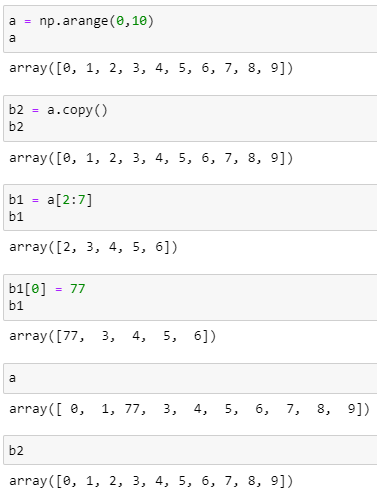 a = np.arange(0,10)
a
array([0, 1, 2, 3, 4, 5, 6, 7, 8, 9])
b2 = a.copy()
b2
array([0, 1, 2, 3, 4, 5, 6, 7, 8, 9])
b1 = a[2:7]
b1
array([2, 3, 4, 5, 6])
b1[0] = 77
b1
array([77,  3,  4,  5,  6])
a
array([ 0,  1, 77,  3,  4,  5,  6,  7,  8,  9])
b2
array([0, 1, 2, 3, 4, 5, 6, 7, 8, 9])